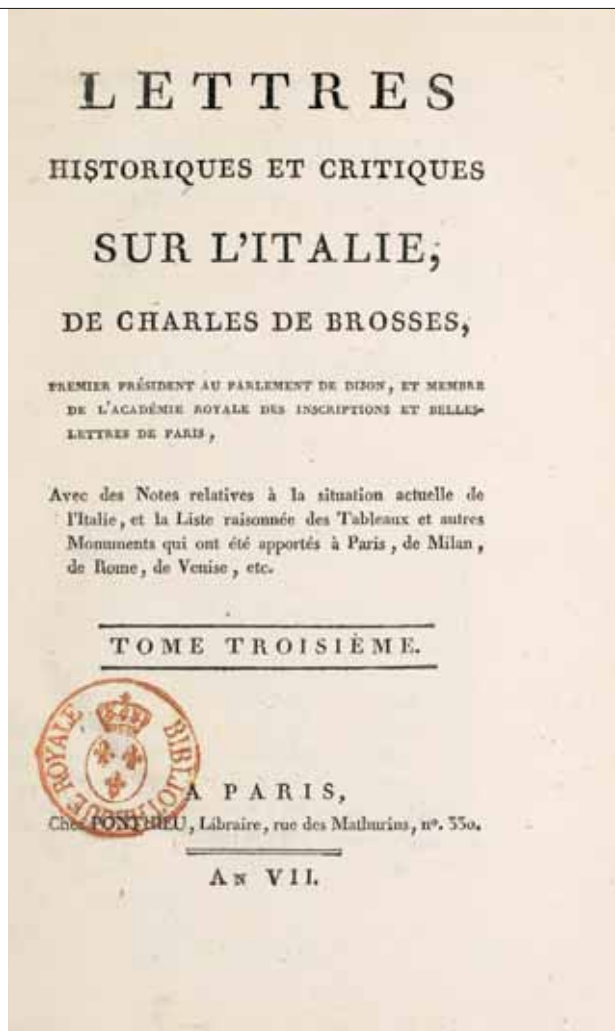 LETTRES
HISTORIQUES ET CRITIQUES
SUR L'ITALIE,
DE CHARLES DE BROSSES,
PREMIER PRÉSIDENT AU PARLEMENT DE DIJON, ET MEMBRE
DE L'ACADÉMIE ROYALE DES INSCRIPTIONS ET BELLES-
LETTRES DE PARIS,
Avec des Notes relatives à la situation actuelle de
l'Italie, et la Liste raisonnée des Tableaux et autres
Monuments qui ont été apportés à Paris, de Milan,
de Rome, de Venise, etc.
TOME TROISIÈME.
BIBLIOTHEQUE ROYALE
A PARIS,
Chez PONTHIEU, Libraire, rue des Mathurins, nº. 330.
AN VII.